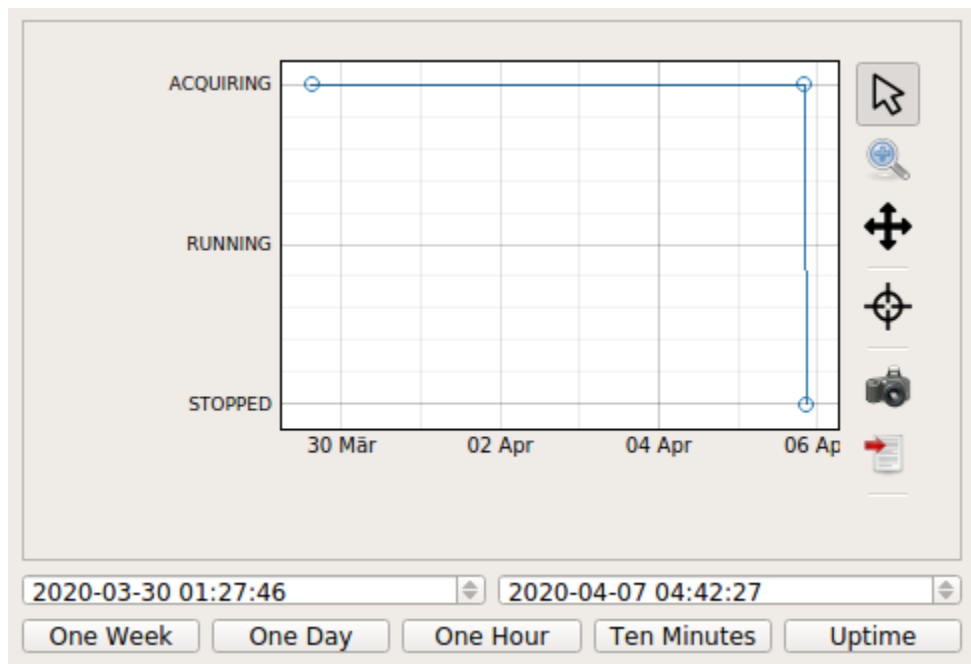 ACQUIRING
RUNNING
STOPPED
30 Mär 02 Apr 04 Apr 06 Ap
2020-03-30 01:27:46 2020-04-07 04:42:27
One Week One Day One Hour Ten Minutes Uptime